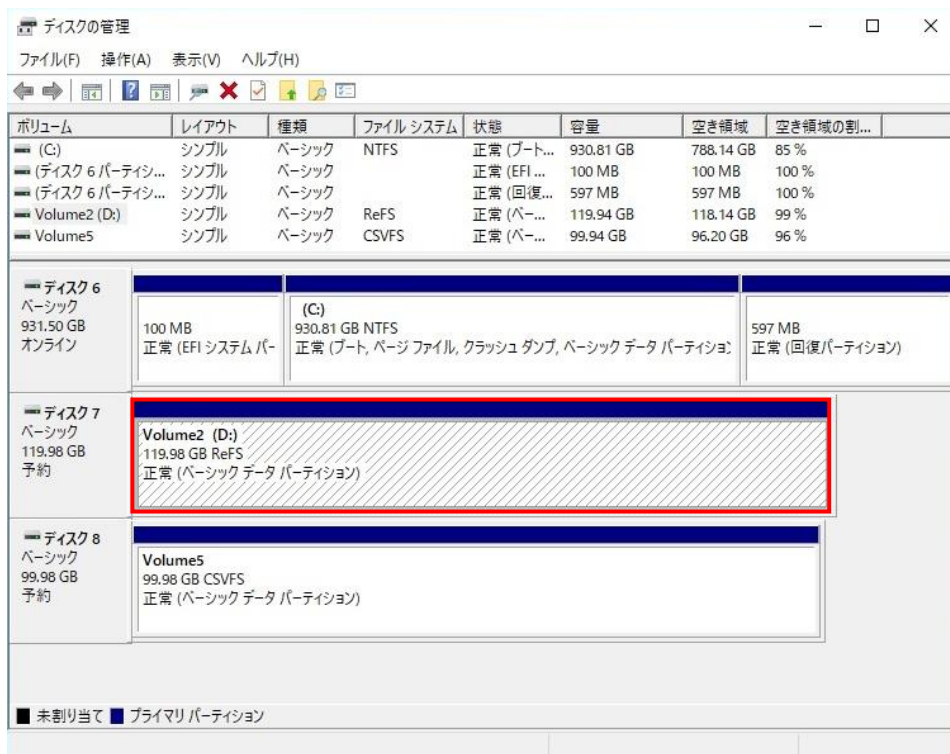 ディスクの管理
ファイル(F) 操作(A) 表示(V) ヘルプ(H)
ボリューム レイアウト 種類 ファイル システム 状態 容量 空き領域 空き領域の割...
(C:) シンプル ベーシック NTFS 正常 (ブート... 930.81 GB 788.14 GB 85 %
(ディスク 6 パーティシ... シンプル ベーシック 正常 (EFI ... 100 MB 100 MB 100 %
(ディスク 6 パーティシ... シンプル ベーシック 正常 (回復... 597 MB 597 MB 100 %
Volume2 (D:) シンプル ベーシック ReFS 正常 (ベー... 119.94 GB 118.14 GB 99 %
Volume5 シンプル ベーシック CSVFS 正常 (ベー... 99.94 GB 96.20 GB 96 %
ディスク 6
ベーシック
931.50 GB
オンライン
100 MB
正常 (EFI システム パー
(C:)
930.81 GB NTFS
正常 (ブート, ページ ファイル, クラッシュ ダンプ, ベーシック データ パーティショ
597 MB
正常 (回復パーティション)
ディスク 7
ベーシック
119.98 GB
予約
Volume2 (D:)
119.98 GB ReFS
正常 (ベーシック データ パーティション)
ディスク 8
ベーシック
99.98 GB
予約
Volume5
99.98 GB CSVFS
正常 (ベーシック データ パーティション)
未割り当て プライマリ パーティション